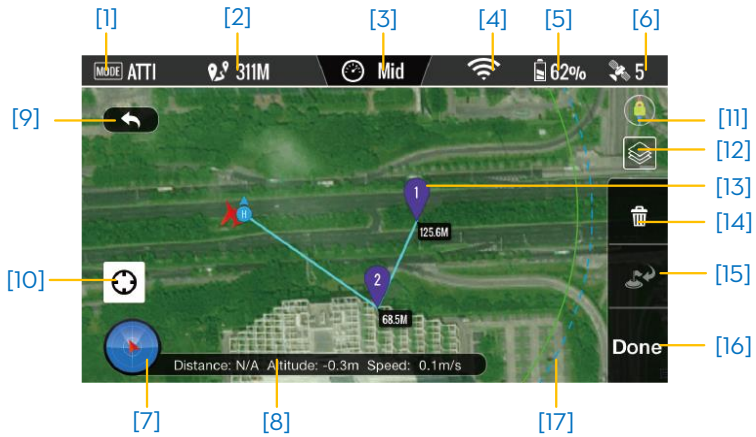 [1] [2] [3] [4] [5] [6]
MODE ATTI 311M Mid 62% 5
[9]
[11]
[12]
1
[13]
H
125.6M
[14]
2
[10]
[15]
68.5M
Done
[16]
Distance: N/A Altitude: -0.3m Speed: 0.1m/s
[7] [8] [17]